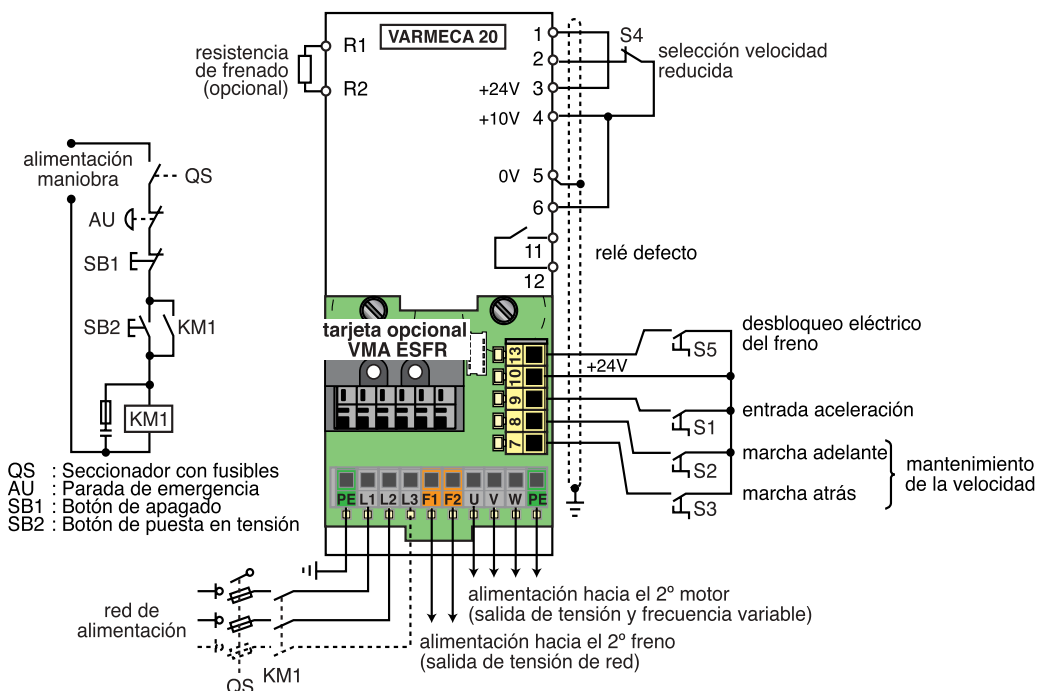 VARMECA 20
resistencia
de frenado
(opcional)
R1
R2
1
2
+24V 3
+10V 4
0V 5
6
11
12
S4
selección velocidad
reducida
relé defecto
alimentación
maniobra
QS
AU
SB1
SB2
KM1
KM1
QS : Seccionador con fusibles
AU : Parada de emergencia
SB1 : Botón de apagado
SB2 : Botón de puesta en tensión
tarjeta opcional
VMA ESFR
13
10
9
8
7
+24V
desbloqueo eléctrico
del freno
S5
entrada aceleración
S1
marcha adelante
S2
marcha atrás
S3
mantenimiento
de la velocidad
PE L1 L2 L3 F1 F2 U V W PE
alimentación hacia el 2º motor
(salida de tensión y frecuencia variable)
alimentación hacia el 2º freno
(salida de tensión de red)
red de
alimentación
QS
KM1